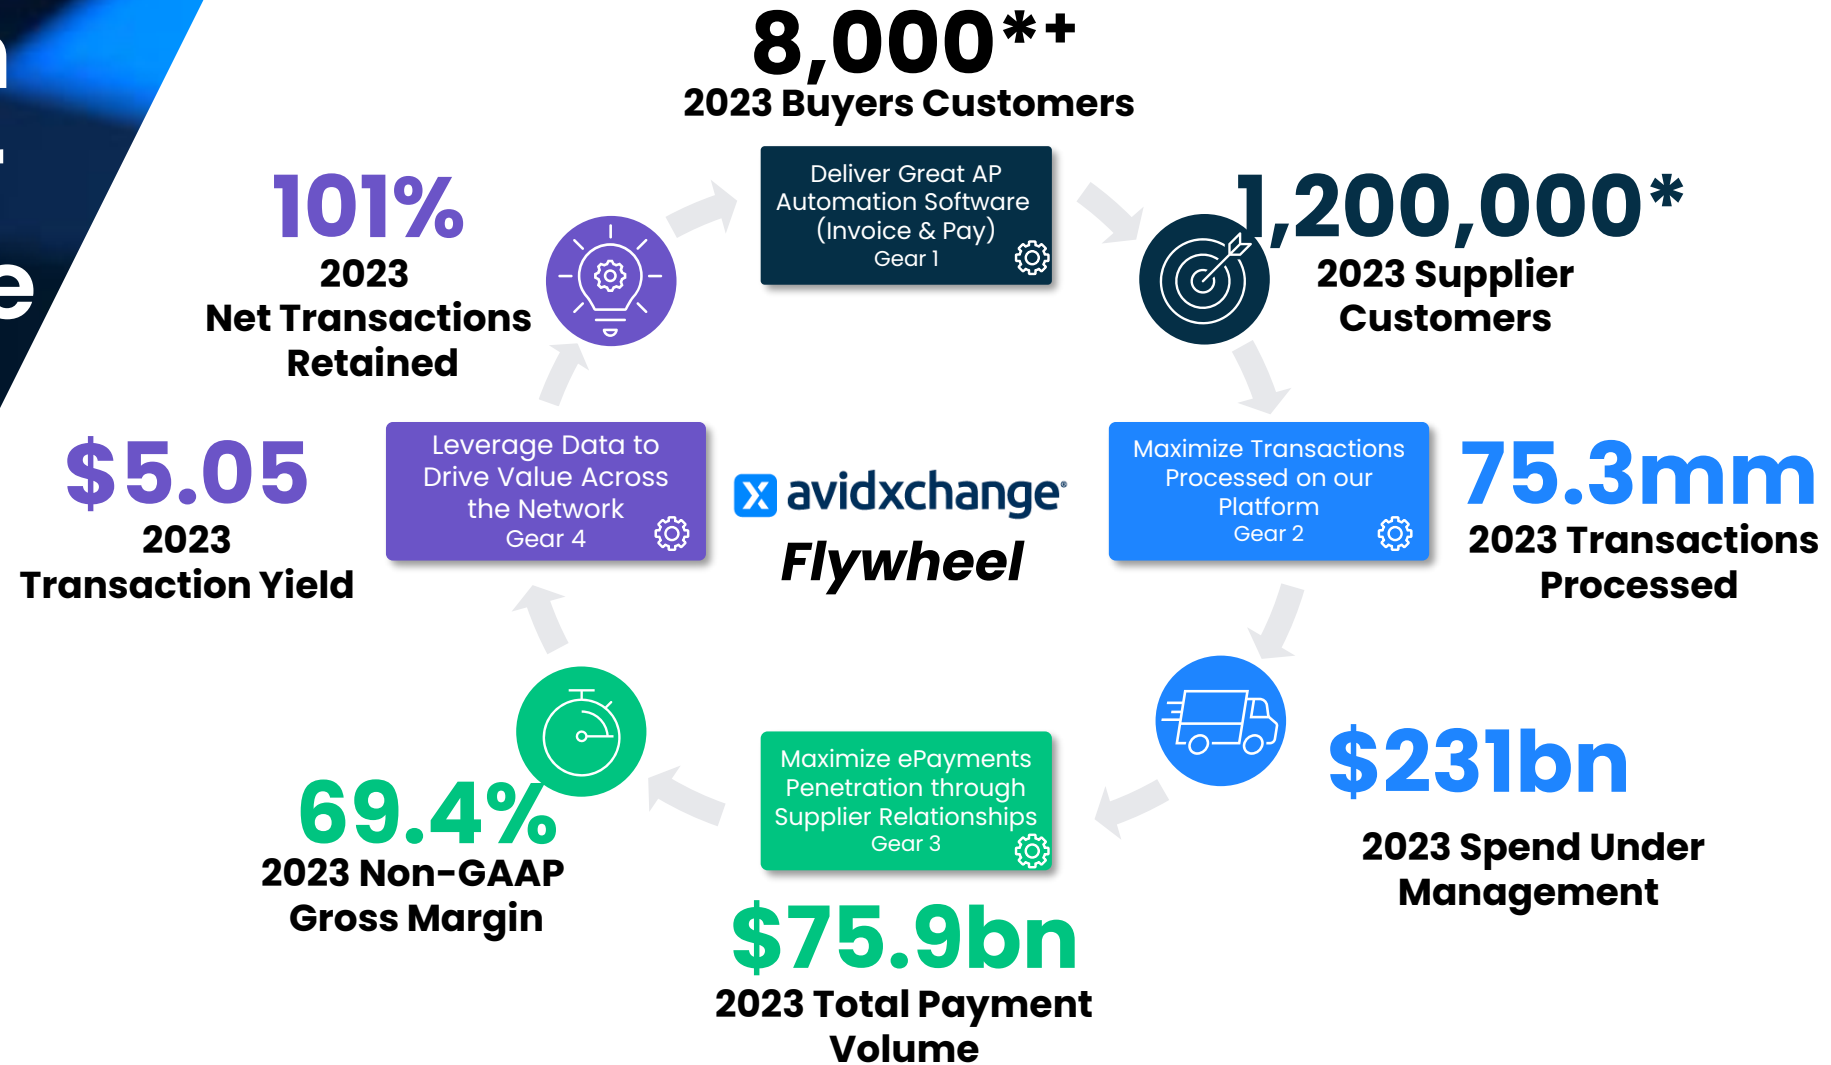 8,000*+
2023 Buyers Customers
Deliver Great AP
Automation Software
(Invoice & Pay)
Gear 1
1,200,000*
2023 Supplier
Customers
Maximize Transactions
Processed on our
Platform
Gear 2
75.3mm
2023 Transactions
Processed
$231bn
2023 Spend Under
Management
Maximize ePayments
Penetration through
Supplier Relationships
Gear 3
$75.9bn
2023 Total Payment
Volume
69.4%
2023 Non-GAAP
Gross Margin
Leverage Data to
Drive Value Across
the Network
Gear 4
$5.05
2023
Transaction Yield
101%
2023
Net Transactions
Retained
x avidxchange®
Flywheel